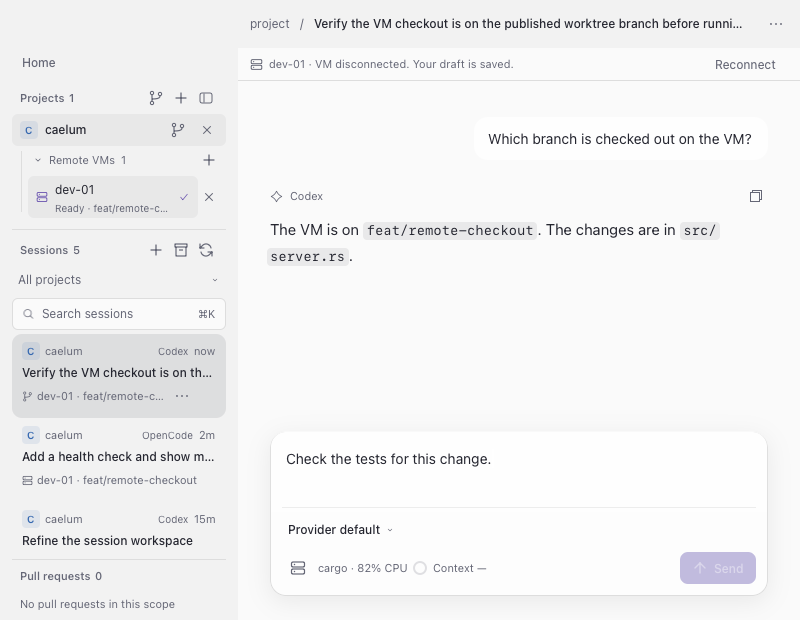 project / Verify the VM checkout is on the published worktree branch before runni...
Home
Projects 1
C caelum
Remote VMs 1
dev-01
Ready · feat/remote-c...
Sessions 5
All projects
Search sessions ⌘K
C caelum Codex now
Verify the VM checkout is on th...
dev-01 · feat/remote-c...
C caelum OpenCode 2m
Add a health check and show m...
dev-01 · feat/remote-checkout
C caelum Codex 15m
Refine the session workspace
Pull requests 0
No pull requests in this scope
dev-01 · VM disconnected. Your draft is saved. Reconnect
Which branch is checked out on the VM?
Codex
The VM is on feat/remote-checkout. The changes are in src/
server.rs.
Check the tests for this change.
Provider default
cargo · 82% CPU Context —
Send